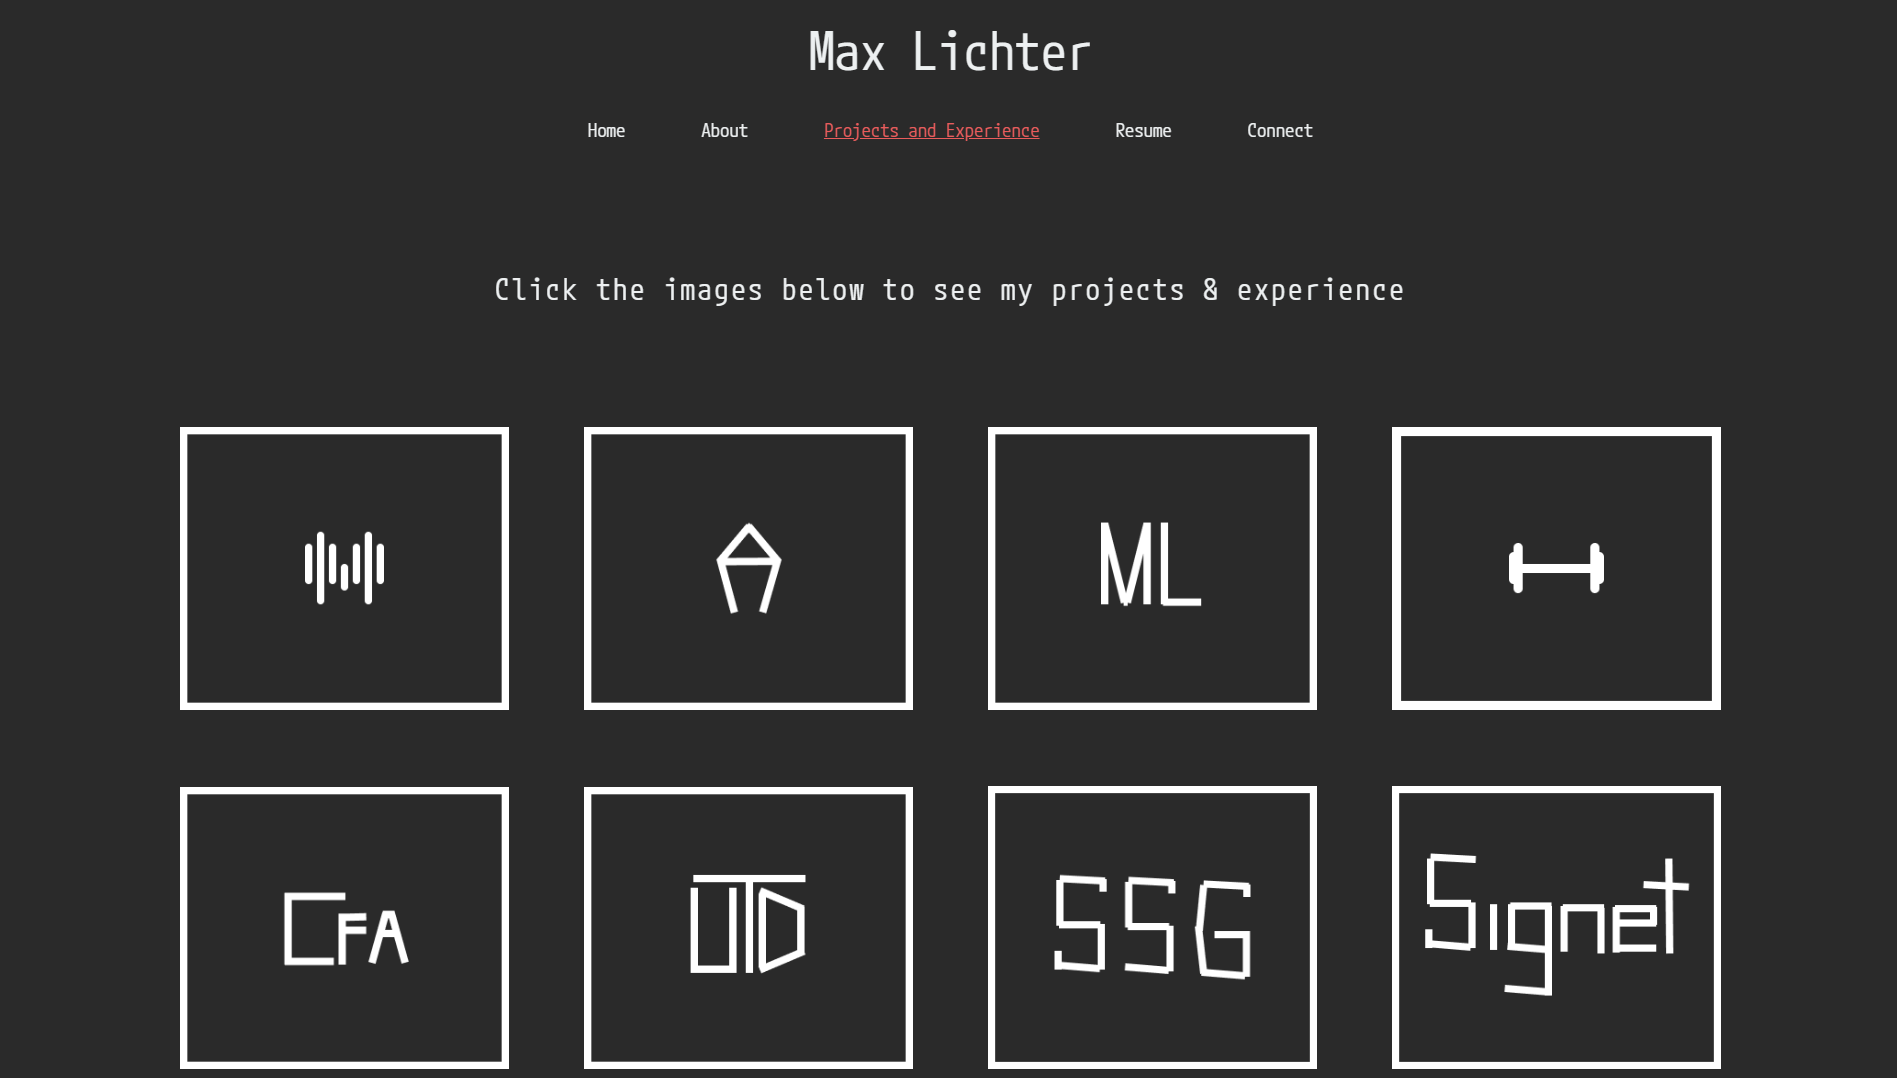 Max Lichter
Home About Projects and Experience Resume Connect
Click the images below to see my projects & experience
A ML
CFA UTD SSG Signet